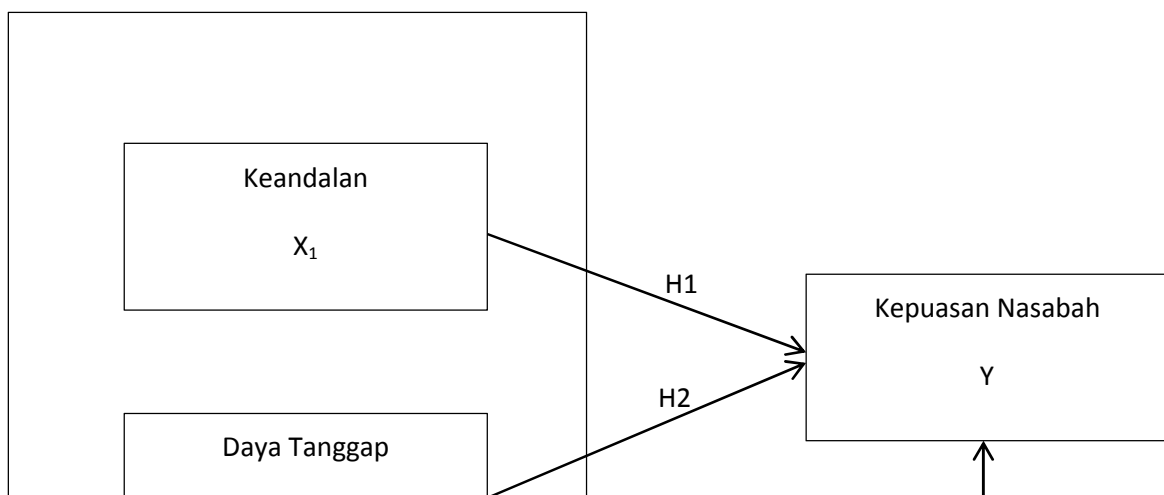 Keandalan
X₁
H1
Kepuasan Nasabah
Y
H2
Daya Tanggap